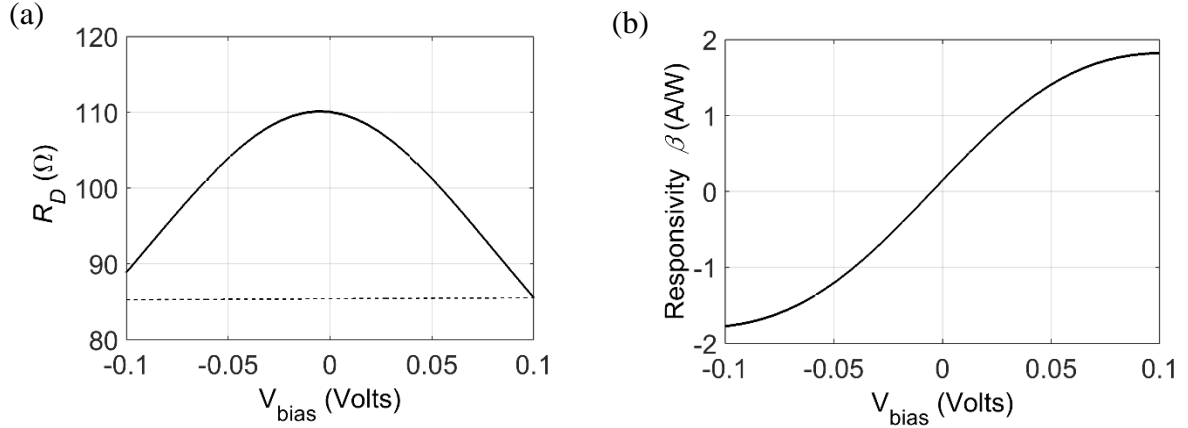 (a)
120
110
100
90
80
R_D (Ω)
-0.1 -0.05 0 0.05 0.1
V_bias (Volts)
(b)
2
1
0
-1
-2
Responsivity β (A/W)
-0.1 -0.05 0 0.05 0.1
V_bias (Volts)